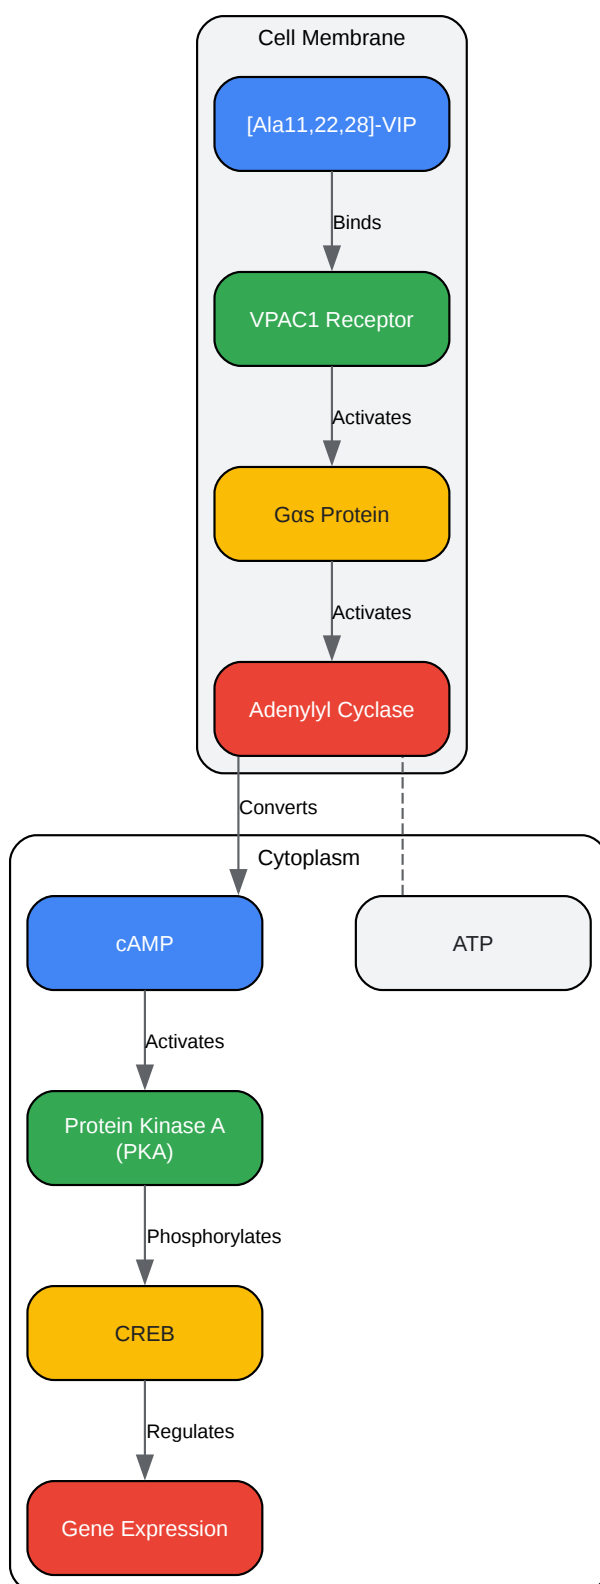 Cell Membrane
[Ala11,22,28]-VIP
Binds
VPAC1 Receptor
Activates
Gαs Protein
Activates
Adenylyl Cyclase
Converts
Cytoplasm
cAMP
ATP
Activates
Protein Kinase A
(PKA)
Phosphorylates
CREB
Regulates
Gene Expression